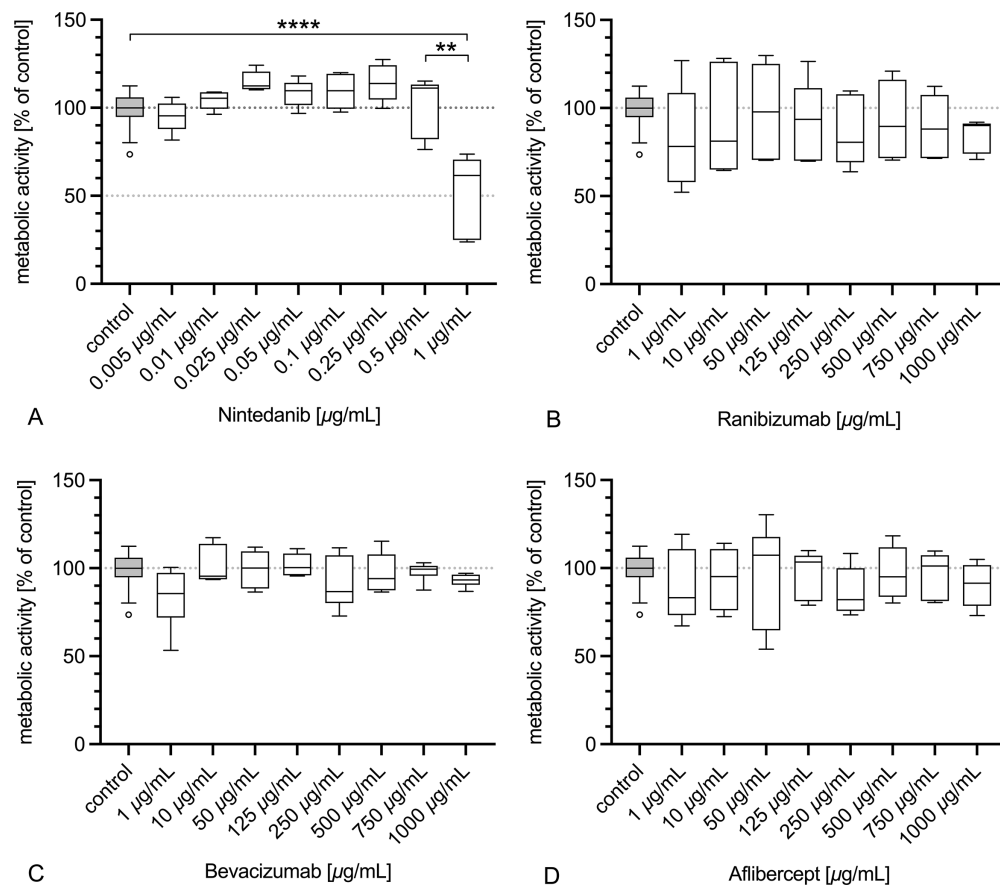 ****
**
metabolic activity [% of control]
150
100
50
0
control
0.005 µg/mL
0.01 µg/mL
0.025 µg/mL
0.05 µg/mL
0.1 µg/mL
0.25 µg/mL
0.5 µg/mL
1 µg/mL
A
Nintedanib [µg/mL]
metabolic activity [% of control]
150
100
50
0
control
1 µg/mL
10 µg/mL
50 µg/mL
125 µg/mL
250 µg/mL
500 µg/mL
750 µg/mL
1000 µg/mL
B
Ranibizumab [µg/mL]
metabolic activity [% of control]
150
100
50
0
control
1 µg/mL
10 µg/mL
50 µg/mL
125 µg/mL
250 µg/mL
500 µg/mL
750 µg/mL
1000 µg/mL
C
Bevacizumab [µg/mL]
metabolic activity [% of control]
150
100
50
0
control
1 µg/mL
10 µg/mL
50 µg/mL
125 µg/mL
250 µg/mL
500 µg/mL
750 µg/mL
1000 µg/mL
D
Aflibercept [µg/mL]